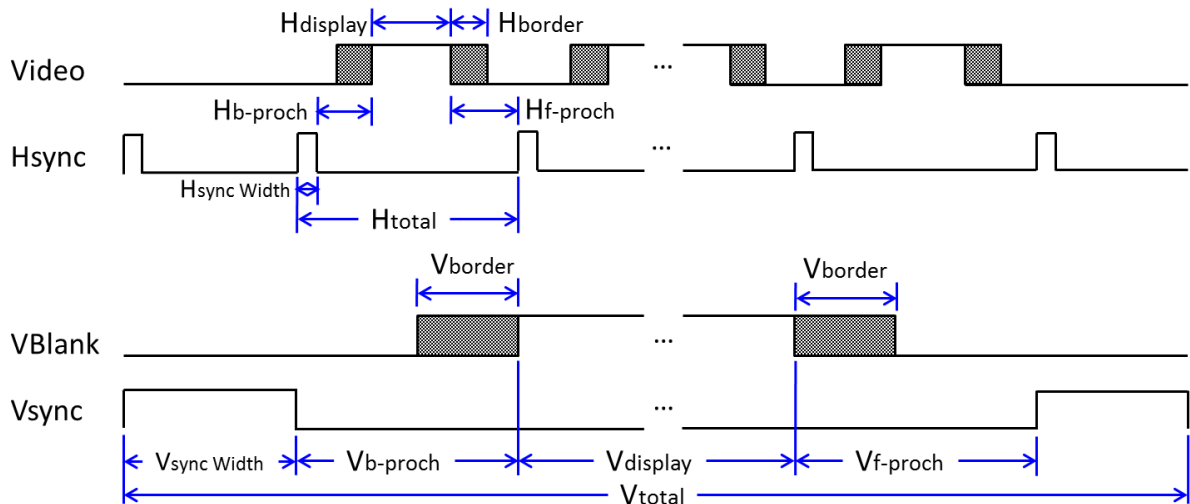 Hdisplay
Hborder
Video
...
Hb-proch
Hf-proch
Hsync
...
Hsync Width
Htotal
Vborder
Vborder
VBlank
...
Vsync
...
Vsync Width
Vb-proch
Vdisplay
Vf-proch
Vtotal